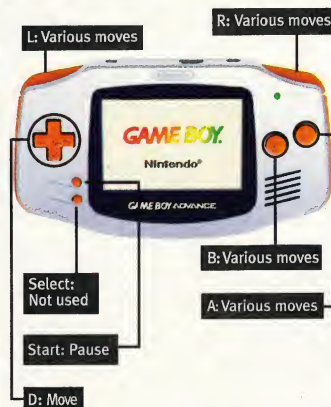 L: Various moves
R: Various moves
GAME BOY.
Nintendo®
GAME BOY ADVANCE
B: Various moves
Select:
Not used
A: Various moves
Start: Pause
D: Move